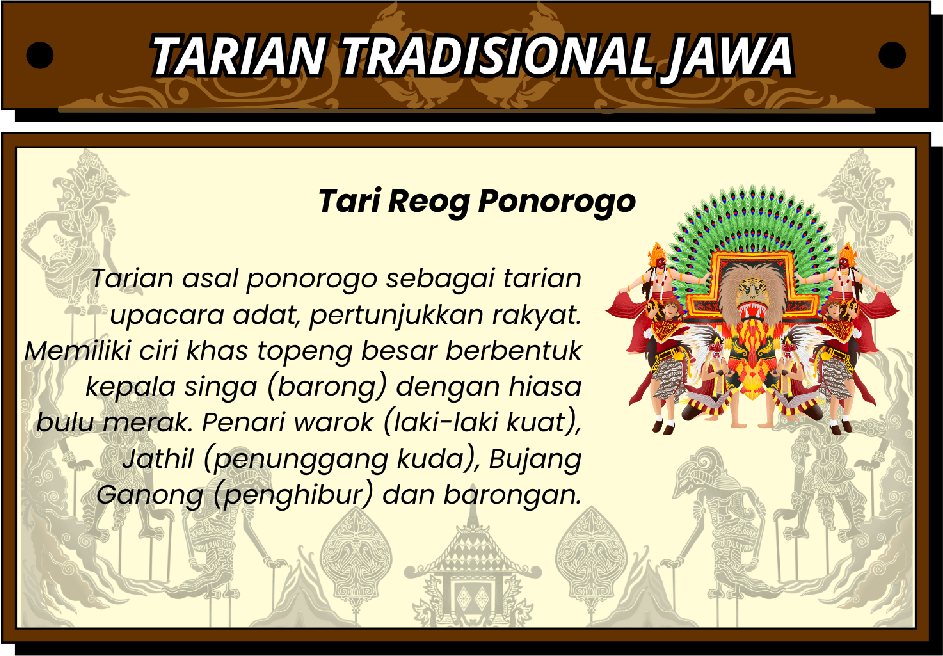 TARIAN TRADISIONAL JAWA
Tari Reog Ponorogo
Tarian asal ponorogo sebagai tarian
upacara adat, pertunjukkan rakyat.
Memiliki ciri khas topeng besar berbentuk
kepala singa (barong) dengan hiasa
bulu merak. Penari warok (laki-laki kuat),
Jathil (penunggang kuda), Bujang
Ganong (penghibur) dan barongan.